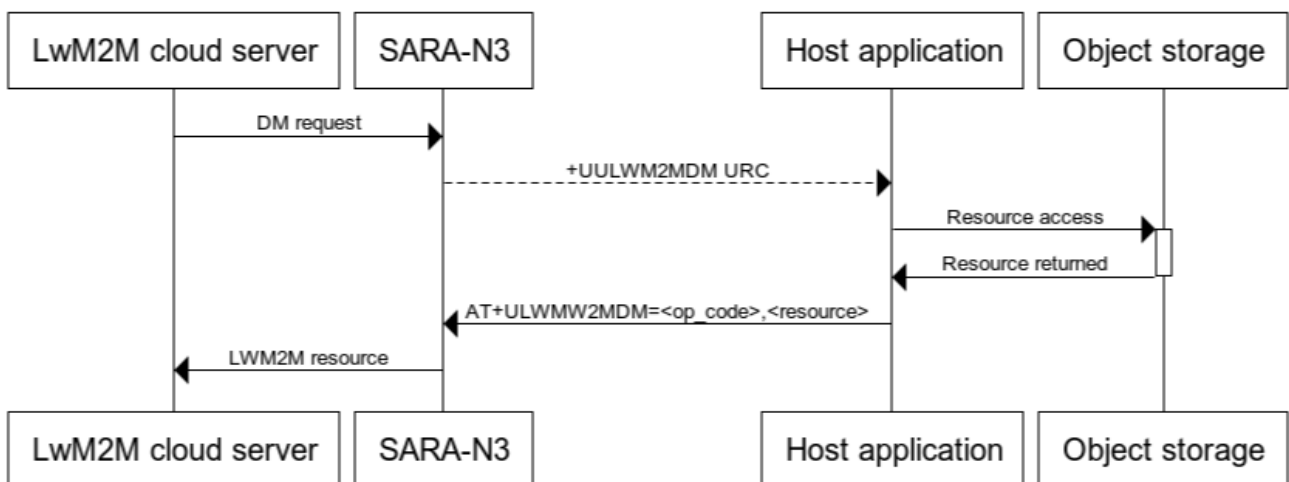 LwM2M cloud server
SARA-N3
Host application
Object storage
DM request
+UULWM2MDM URC
Resource access
Resource returned
AT+ULWMW2MDM=<op_code>,<resource>
LWM2M resource
LwM2M cloud server
SARA-N3
Host application
Object storage